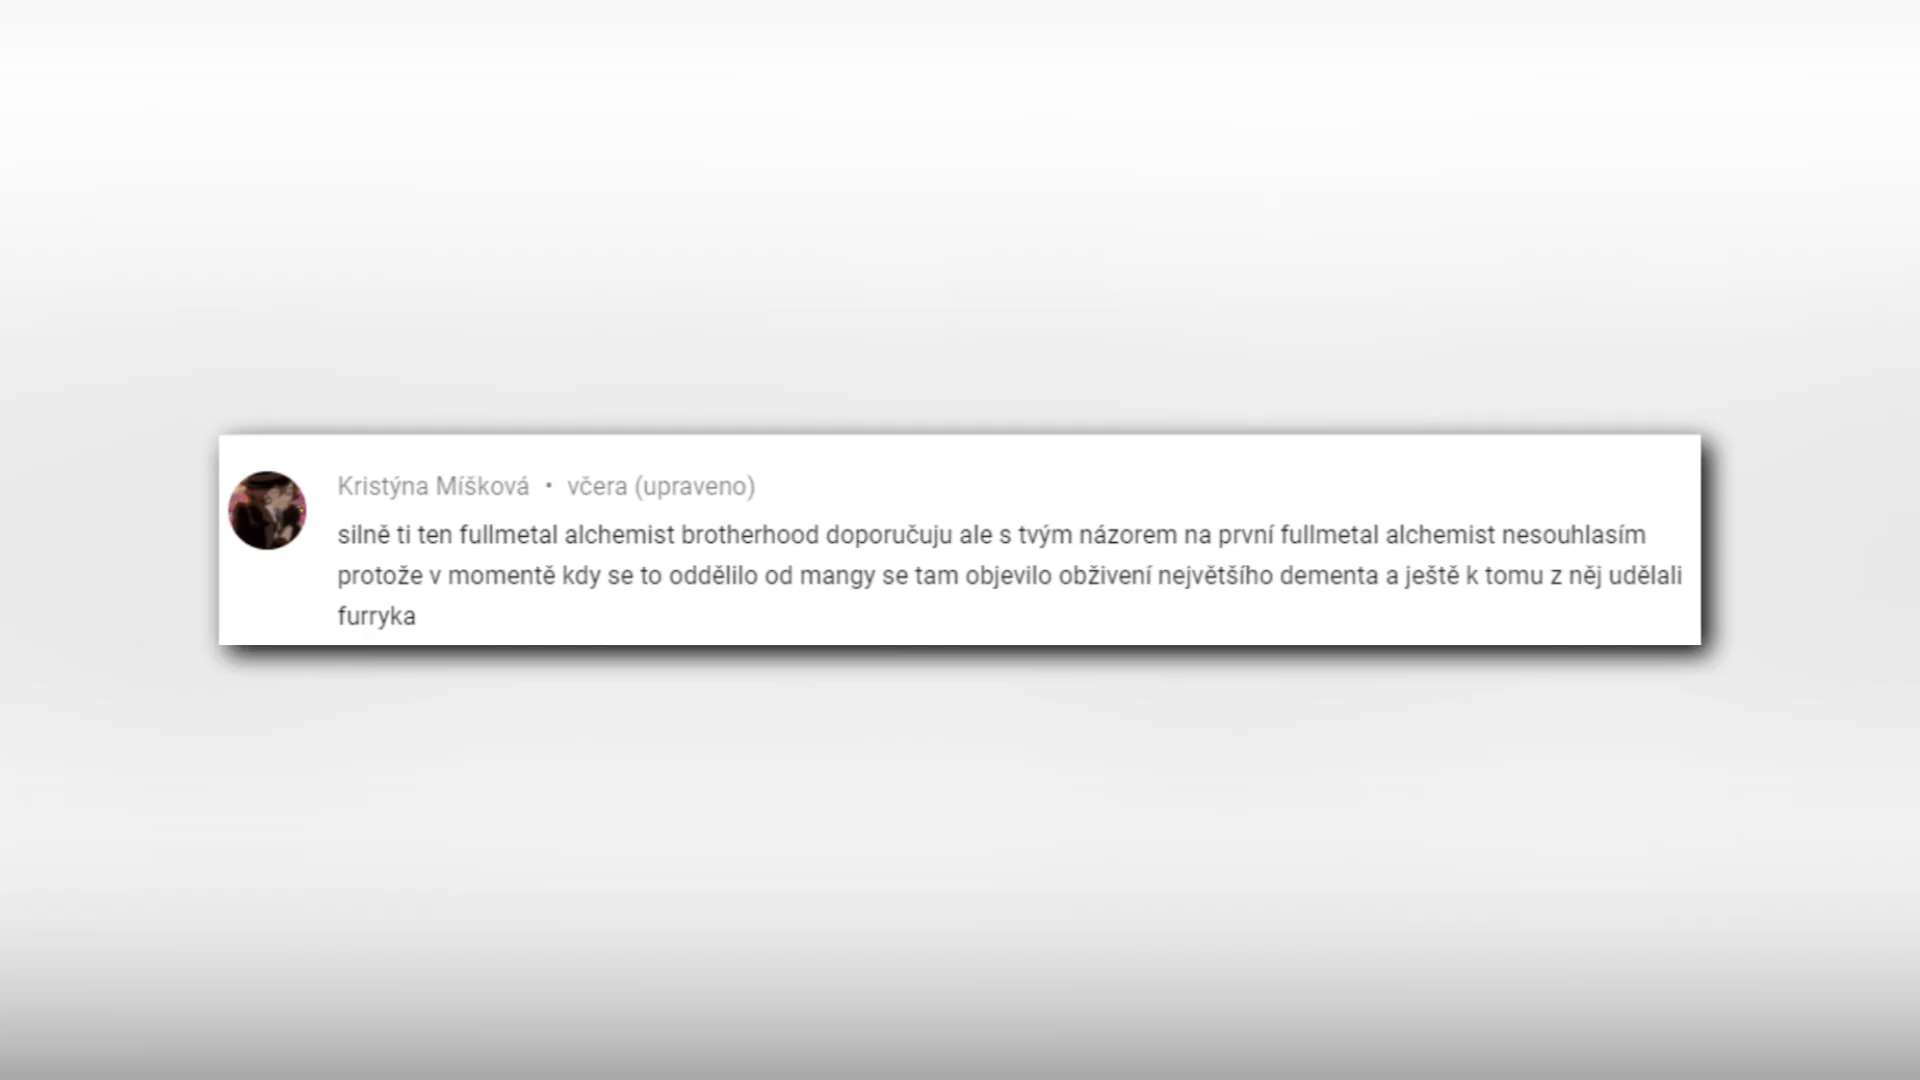 Kristýna Míšková • včera (upraveno)
silně ti ten fullmetal alchemist brotherhood doporučuju ale s tvým názorem na první fullmetal alchemist nesouhlasím
protože v momentě kdy se to oddělilo od mangy se tam objevilo obživení největšího dementa a ještě k tomu z něj udělali
furryka